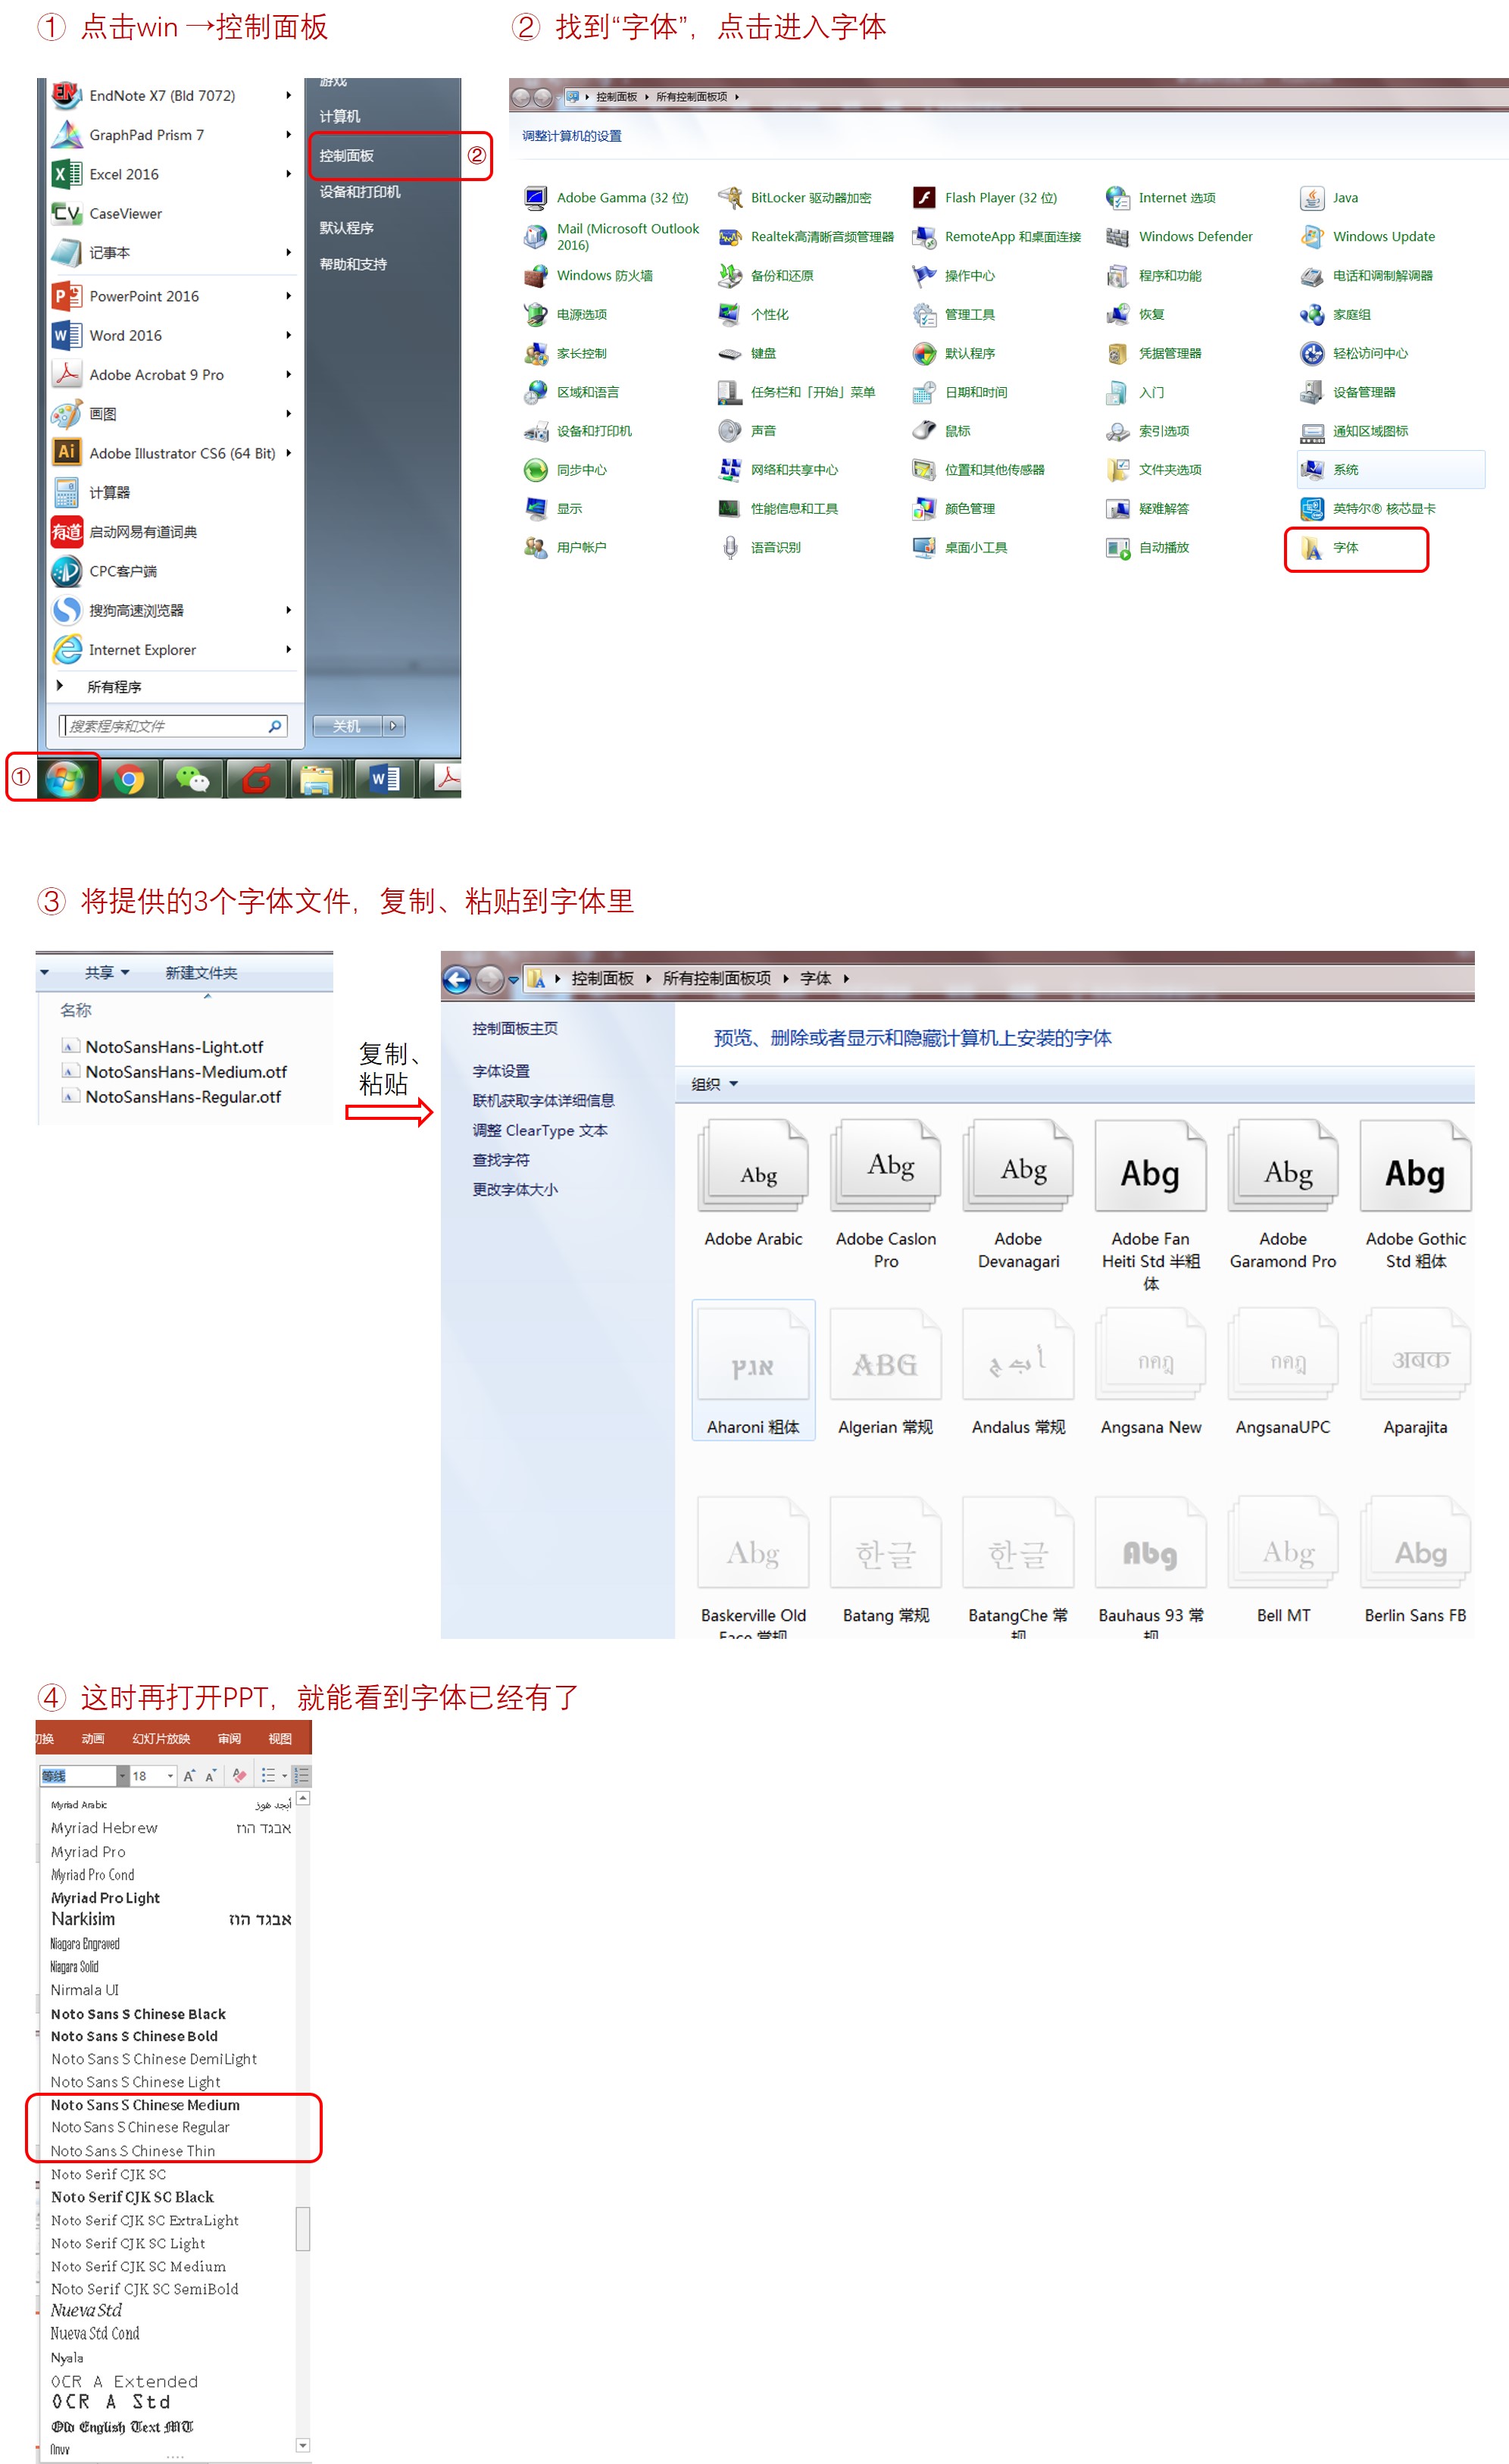 ① 点击win →控制面板
EndNote X7 (Bld 7072)
GraphPad Prism 7
Excel 2016
CaseViewer
记事本
PowerPoint 2016
Word 2016
Adobe Acrobat 9 Pro
画图
Adobe Illustrator CS6 (64 Bit)
计算器
启动网易有道词典
CPC客户端
搜狗高速浏览器
Internet Explorer
所有程序
搜索程序和文件
游戏
计算机
控制面板 ②
设备和打印机
默认程序
帮助和支持
关机
①
② 找到“字体”，点击进入字体
控制面板 所有控制面板项
调整计算机的设置
Adobe Gamma (32 位) BitLocker 驱动器加密 Flash Player (32 位) Internet 选项 Java
Mail (Microsoft Outlook 2016) Realtek高清晰音频管理器 RemoteApp 和桌面连接 Windows Defender Windows Update
Windows 防火墙 备份和还原 操作中心 程序和功能 电话和调制解调器
电源选项 个性化 管理工具 恢复 家庭组
家长控制 键盘 默认程序 凭据管理器 轻松访问中心
区域和语言 任务栏和「开始」菜单 日期和时间 入门 设备管理器
设备和打印机 声音 鼠标 索引选项 通知区域图标
同步中心 网络和共享中心 位置和其他传感器 文件夹选项 系统
显示 性能信息和工具 颜色管理 疑难解答 英特尔® 核芯显卡
用户帐户 语音识别 桌面小工具 自动播放 字体
③ 将提供的3个字体文件，复制、粘贴到字体里
共享 新建文件夹
名称
NotoSansHans-Light.otf
NotoSansHans-Medium.otf
NotoSansHans-Regular.otf
复制、
粘贴
控制面板 所有控制面板项 字体
控制面板主页
字体设置
联机获取字体详细信息
调整 ClearType 文本
查找字符
更改字体大小
预览、删除或者显示和隐藏计算机上安装的字体
组织
Abg Abg Abg Abg Abg Abg
Adobe Arabic Adobe Caslon Pro Adobe Devanagari Adobe Fan Heiti Std 半粗体 Adobe Garamond Pro Adobe Gothic Std 粗体
אגץ ABG أ ب ج กคฎ กคฎ अबक
Aharoni 粗体 Algerian 常规 Andalus 常规 Angsana New AngsanaUPC Aparajita
Abg 한글 한글 Abg Abg Abg
Baskerville Old Face 常规 Batang 常规 BatangChe 常规 Bauhaus 93 常规 Bell MT Berlin Sans FB
④ 这时再打开PPT，就能看到字体已经有了
切换 动画 幻灯片放映 审阅 视图
等线 18
Myriad Arabic أبجد هوز
Myriad Hebrew אבגד הוז
Myriad Pro
Myriad Pro Cond
Myriad Pro Light
Narkisim אבגד הוז
Niagara Engraved
Niagara Solid
Nirmala UI
Noto Sans S Chinese Black
Noto Sans S Chinese Bold
Noto Sans S Chinese DemiLight
Noto Sans S Chinese Light
Noto Sans S Chinese Medium
Noto Sans S Chinese Regular
Noto Sans S Chinese Thin
Noto Serif CJK SC
Noto Serif CJK SC Black
Noto Serif CJK SC ExtraLight
Noto Serif CJK SC Light
Noto Serif CJK SC Medium
Noto Serif CJK SC SemiBold
Nueva Std
Nueva Std Cond
Nyala
OCR A Extended
OCR A Std
Old English Text MT
Onyx